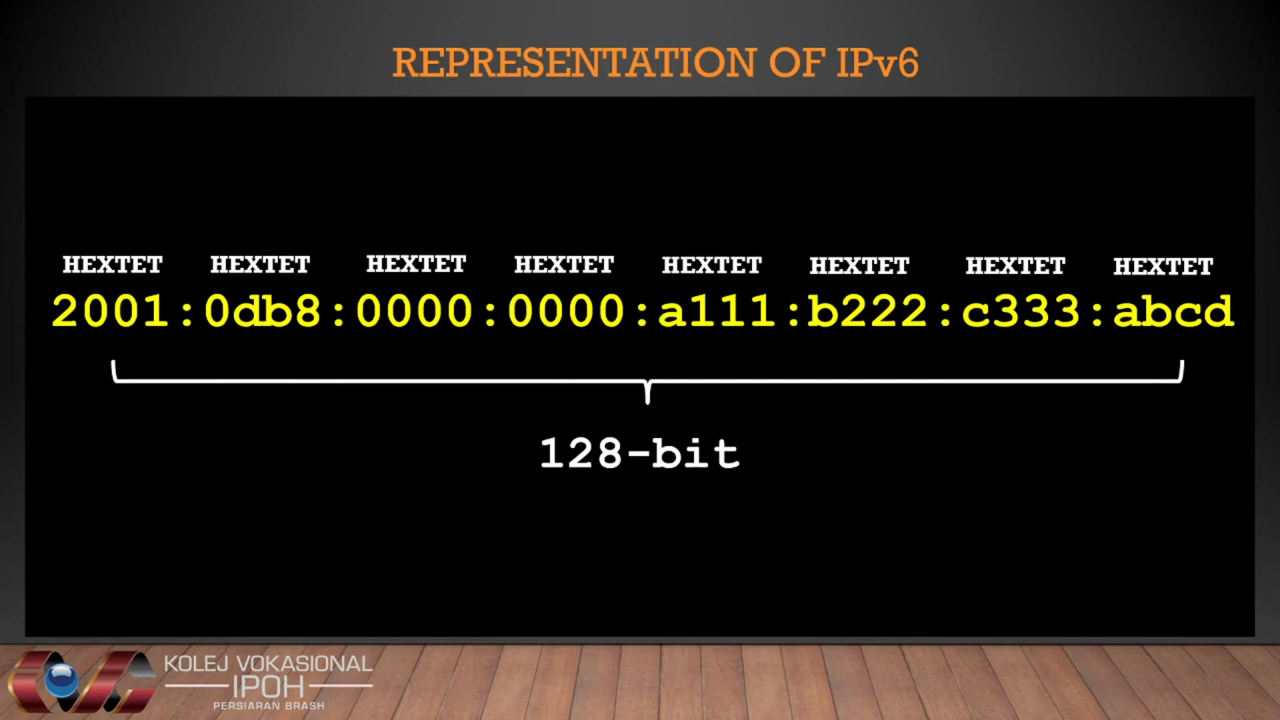 REPRESENTATION OF IPv6
HEXTET HEXTET HEXTET HEXTET HEXTET HEXTET HEXTET HEXTET
2001:0db8:0000:0000:a111:b222:c333:abcd
128-bit
KOLEJ VOKASIONAL
IPOH
PERSIARAN BRASH